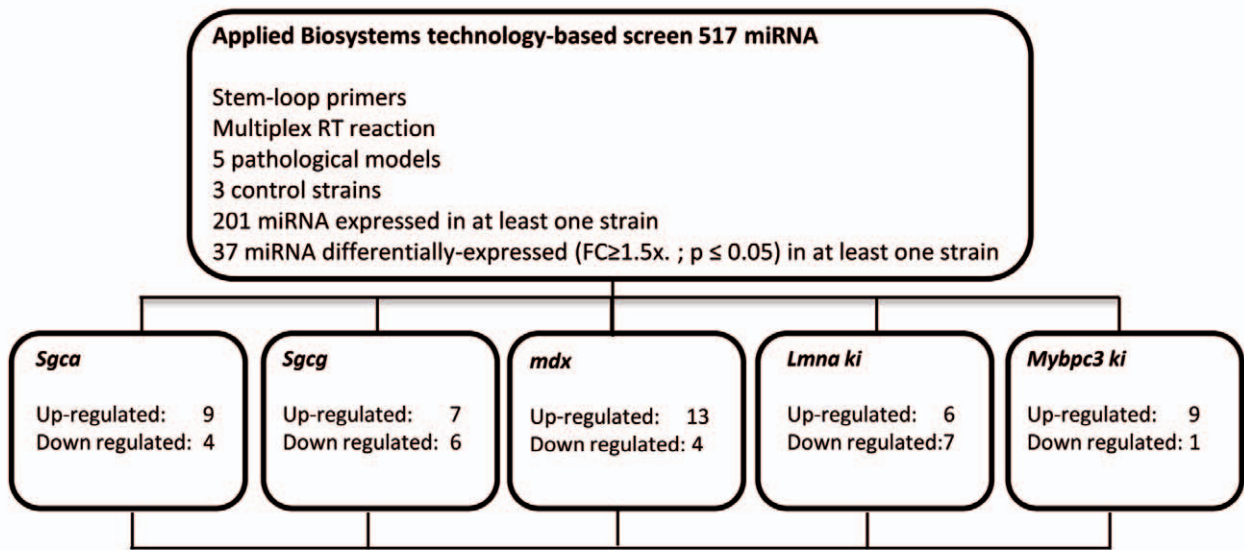 Applied Biosystems technology-based screen 517 miRNA
Stem-loop primers
Multiplex RT reaction
5 pathological models
3 control strains
201 miRNA expressed in at least one strain
37 miRNA differentially-expressed (FC≥1.5x. ; p ≤ 0.05) in at least one strain
Sgca
Up-regulated: 9
Down regulated: 4
Sgcg
Up-regulated: 7
Down regulated: 6
mdx
Up-regulated: 13
Down regulated: 4
Lmna ki
Up-regulated: 6
Down regulated:7
Mybpc3 ki
Up-regulated: 9
Down regulated: 1